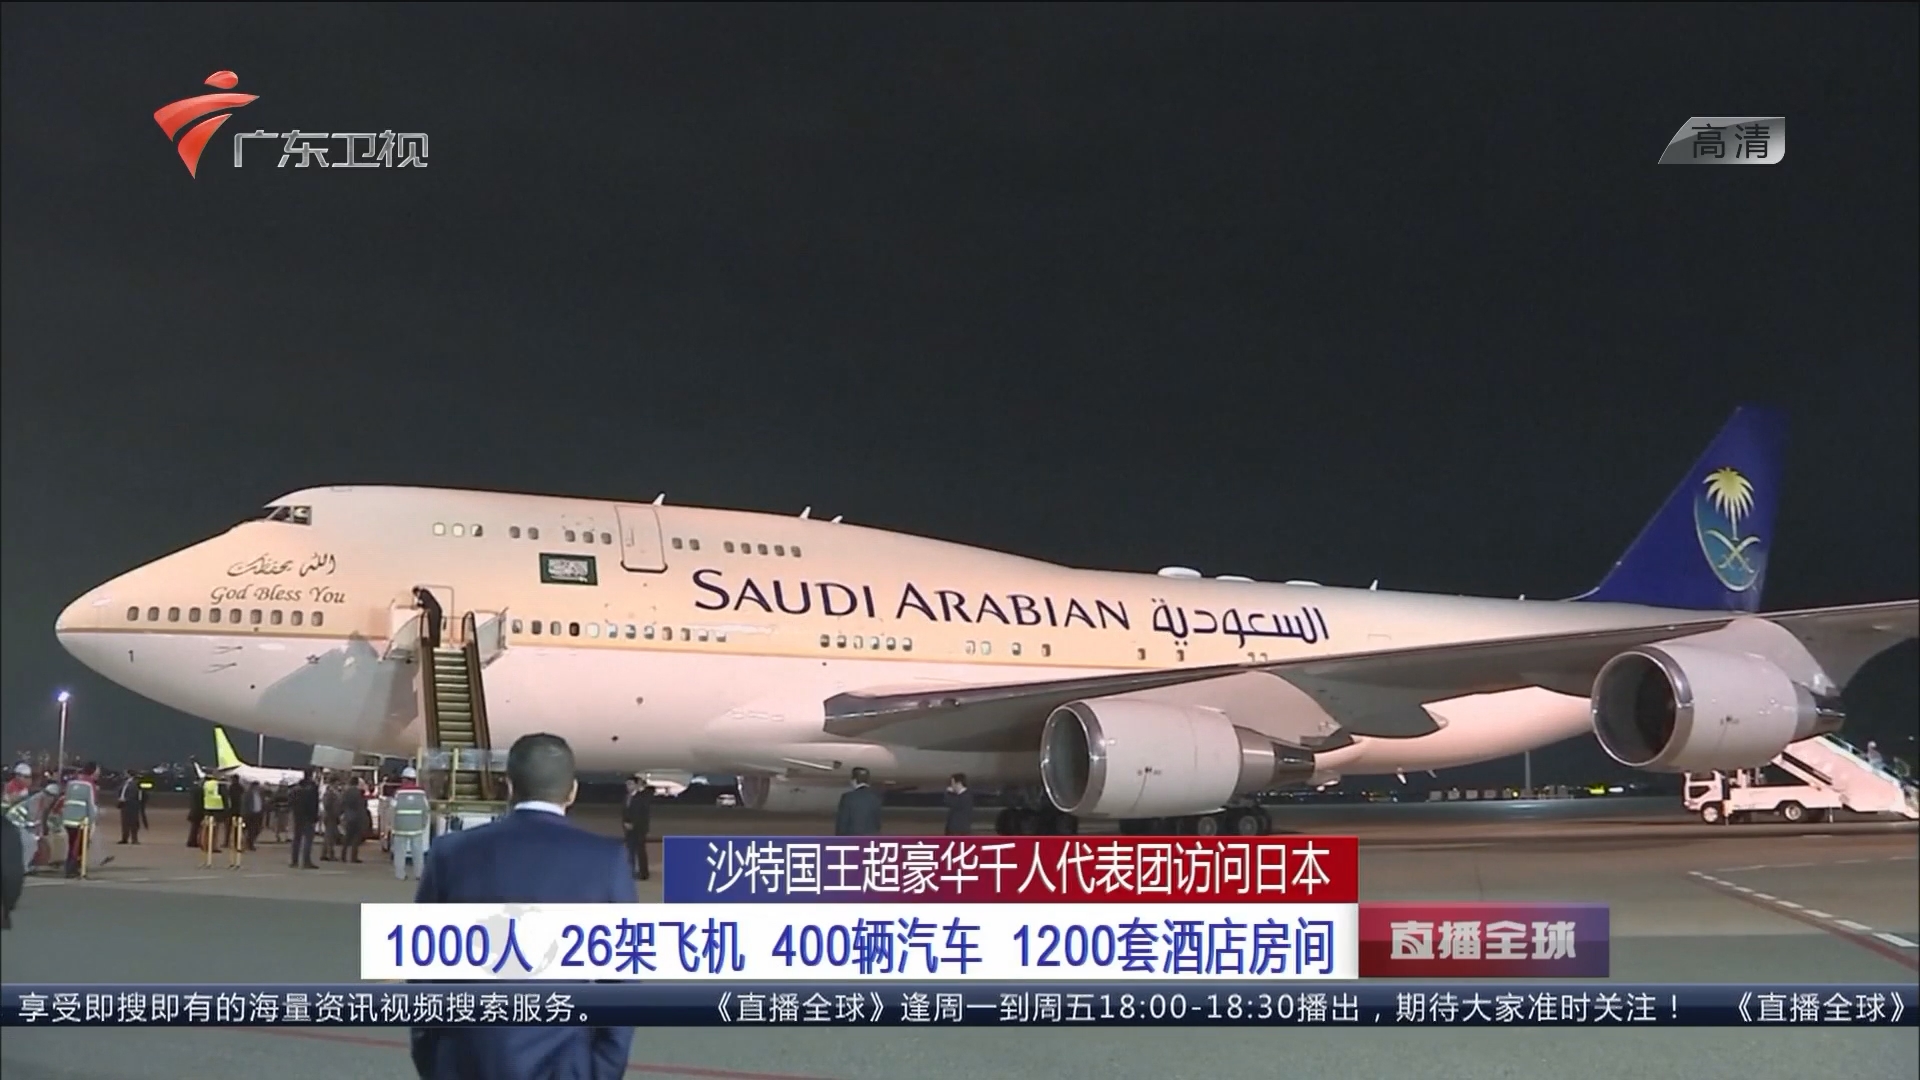 广东卫视
高清
الله يحفظك
God Bless You
SAUDI ARABIAN السعودية
1
沙特国王超豪华千人代表团访问日本
1000人 26架飞机 400辆汽车 1200套酒店房间
直播全球
享受即搜即有的海量资讯视频搜索服务。 《直播全球》逢周一到周五18:00-18:30播出，期待大家准时关注！ 《直播全球》